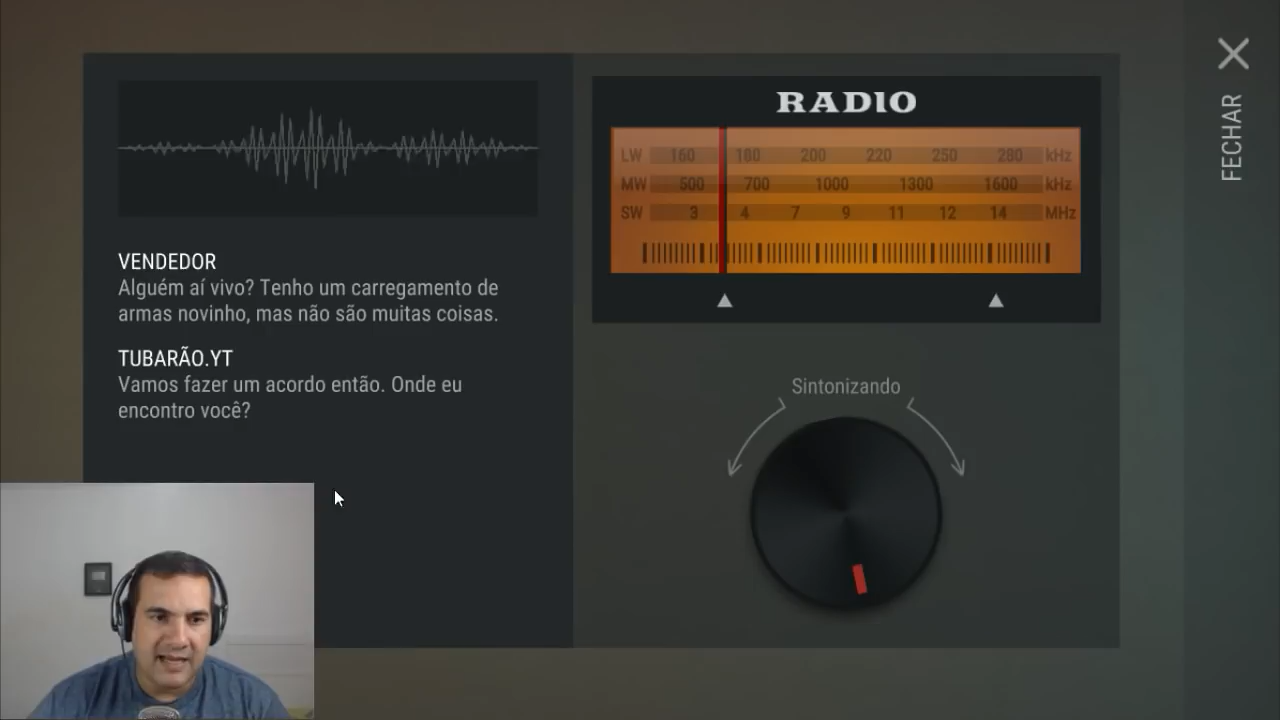 RADIO
LW 160 180 200 220 250 280 kHz
MW 500 700 1000 1300 1600 kHz
SW 3 4 7 9 11 12 14 MHz
FECHAR
VENDEDOR
Alguém aí vivo? Tenho um carregamento de
armas novinho, mas não são muitas coisas.
TUBARÃO.YT
Vamos fazer um acordo então. Onde eu
encontro você?
Sintonizando